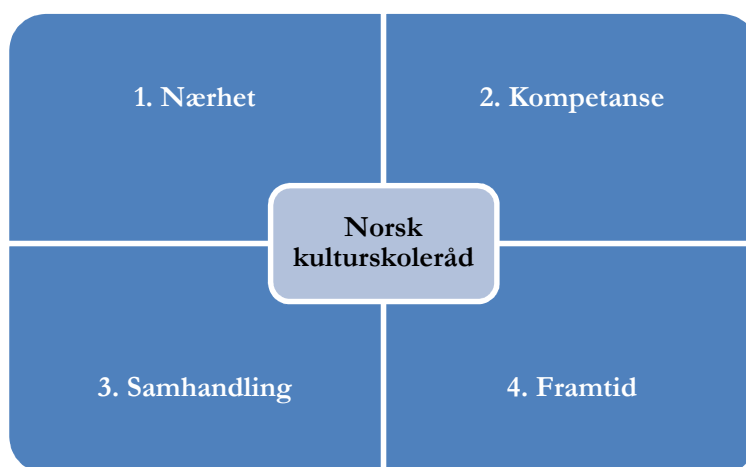 1. Nærhet
2. Kompetanse
Norsk
kulturskoleråd
3. Samhandling
4. Framtid